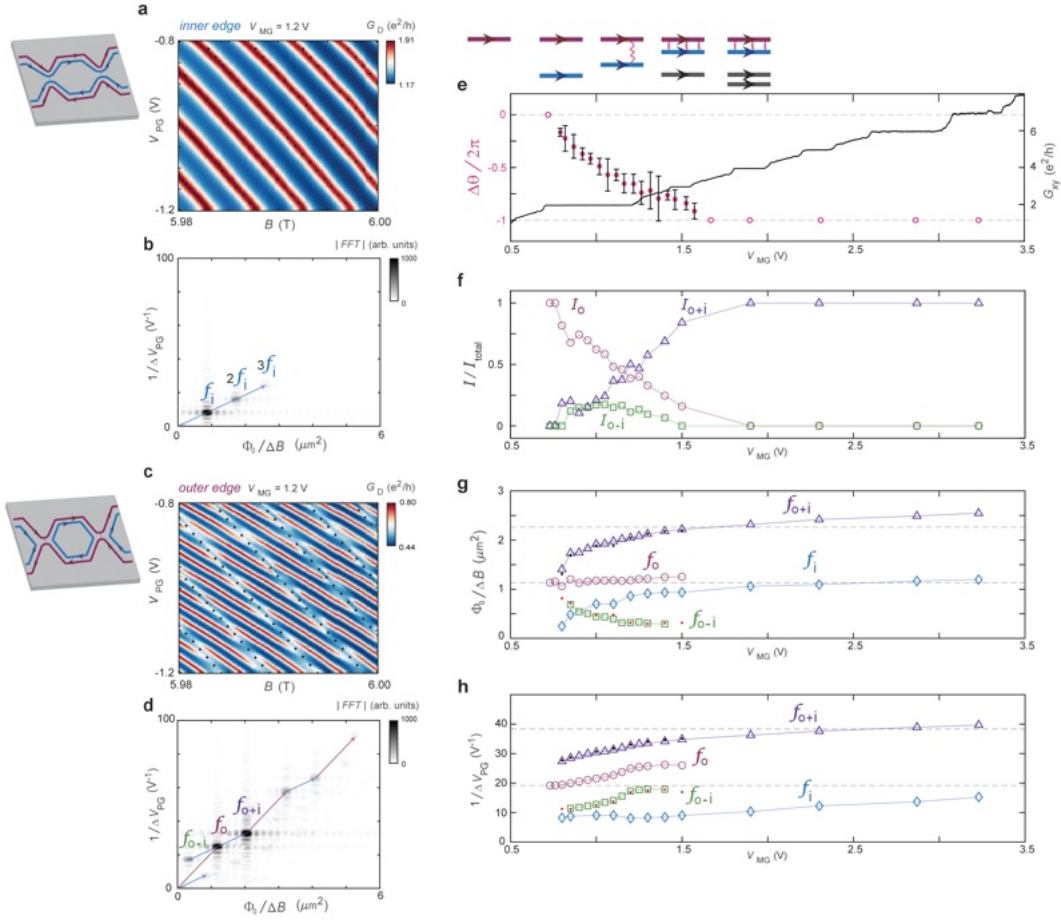 a
inner edge V_MG = 1.2 V
G_D (e²/h)
-0.8
1.91
1.17
V_PG (V)
-1.2
5.98
6.00
B (T)
b
| FFT | (arb. units)
100
1000
0
1/ΔV_PG (V⁻¹)
f_i
2f_i
3f_i
0
0
6
Φ₀/ΔB (μm²)
c
outer edge V_MG = 1.2 V
G_D (e²/h)
-0.8
0.80
0.44
V_PG (V)
-1.2
5.98
6.00
B (T)
d
| FFT | (arb. units)
100
1000
0
1/ΔV_PG (V⁻¹)
f_o-i
f_o
f_o+i
0
0
6
Φ₀/ΔB (μm²)
e
0
-0.5
-1
Δθ/2π
6
4
2
G_xy (e²/h)
0.5
1.5
2.5
3.5
V_MG (V)
f
1
0.5
0
I / I_total
I_o
I_o+i
I_o-i
0.5
1.5
2.5
3.5
V_MG (V)
g
3
2
1
0
Φ₀/ΔB (μm²)
f_o+i
f_o
f_i
f_o-i
0.5
1.5
2.5
3.5
V_MG (V)
h
40
30
20
10
0
1/ΔV_PG (V⁻¹)
f_o+i
f_o
f_o-i
f_i
0.5
1.5
2.5
3.5
V_MG (V)